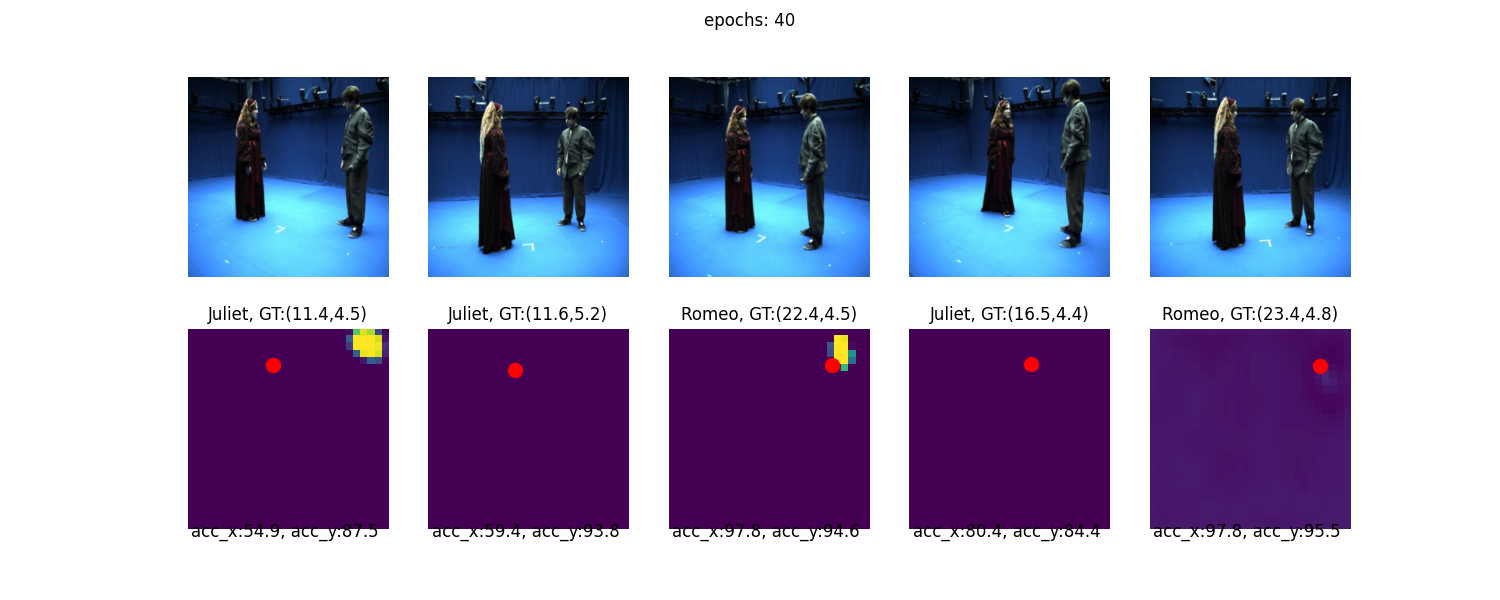 epochs: 40
Juliet, GT:(11.4,4.5)
Juliet, GT:(11.6,5.2)
Romeo, GT:(22.4,4.5)
Juliet, GT:(16.5,4.4)
Romeo, GT:(23.4,4.8)
acc_x:54.9, acc_y:87.5
acc_x:59.4, acc_y:93.8
acc_x:97.8, acc_y:94.6
acc_x:80.4, acc_y:84.4
acc_x:97.8, acc_y:95.5